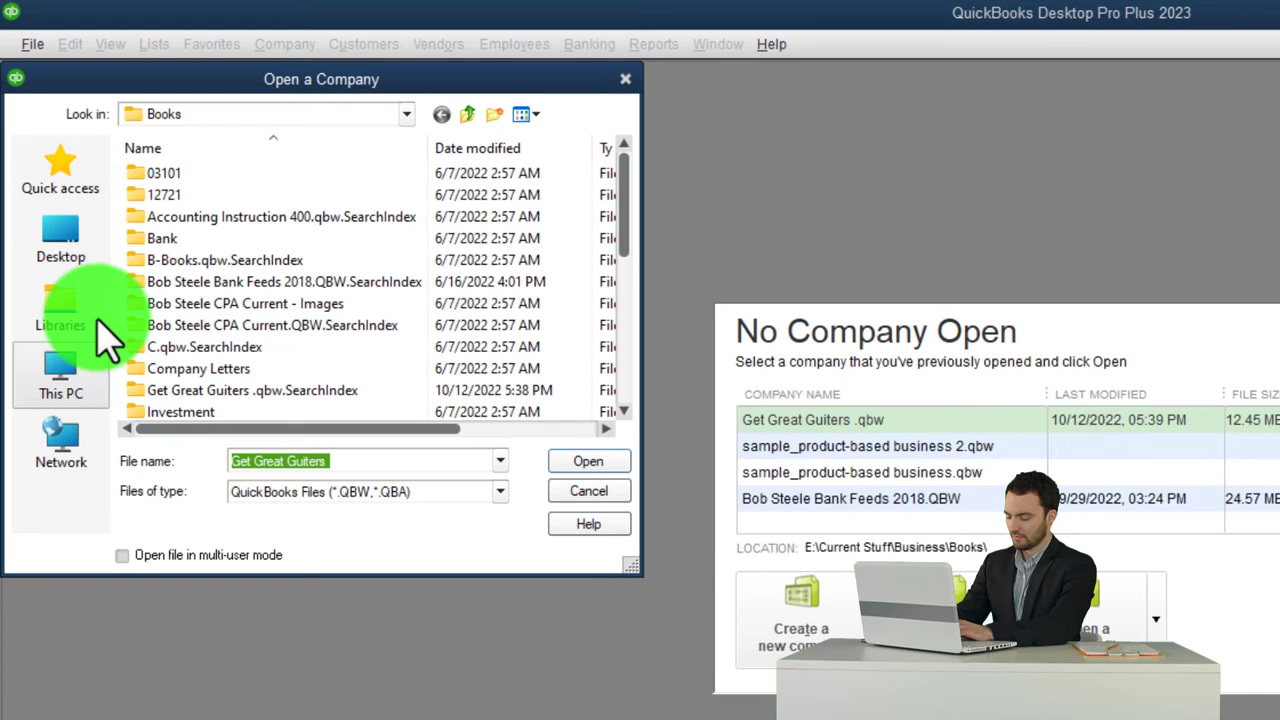 QuickBooks Desktop Pro Plus 2023
File Edit View Lists Favorites Company Customers Vendors Employees Banking Reports Window Help
Open a Company
Look in: Books
Name Date modified Ty
03101 6/7/2022 2:57 AM File
12721 6/7/2022 2:57 AM File
Accounting Instruction 400.qbw.SearchIndex 6/7/2022 2:57 AM File
Bank 6/7/2022 2:57 AM File
B-Books.qbw.SearchIndex 6/7/2022 2:57 AM File
Bob Steele Bank Feeds 2018.QBW.SearchIndex 6/16/2022 4:01 PM File
Bob Steele CPA Current - Images 6/7/2022 2:57 AM File
Bob Steele CPA Current.QBW.SearchIndex 6/7/2022 2:57 AM File
C.qbw.SearchIndex 6/7/2022 2:57 AM File
Company Letters 6/7/2022 2:57 AM File
Get Great Guiters .qbw.SearchIndex 10/12/2022 5:38 PM File
Investment 6/7/2022 2:57 AM File
Quick access
Desktop
Libraries
This PC
Network
File name: Get Great Guiters Open
Files of type: QuickBooks Files (*.QBW,*.QBA) Cancel
Help
Open file in multi-user mode
No Company Open
Select a company that you've previously opened and click Open
COMPANY NAME LAST MODIFIED FILE SIZ
Get Great Guiters .qbw 10/12/2022, 05:39 PM 12.45 ME
sample_product-based business 2.qbw
sample_product-based business.qbw
Bob Steele Bank Feeds 2018.QBW 9/29/2022, 03:24 PM 24.57 ME
LOCATION: E:\Current Stuff\Business\Books\
Create a
new com
n a